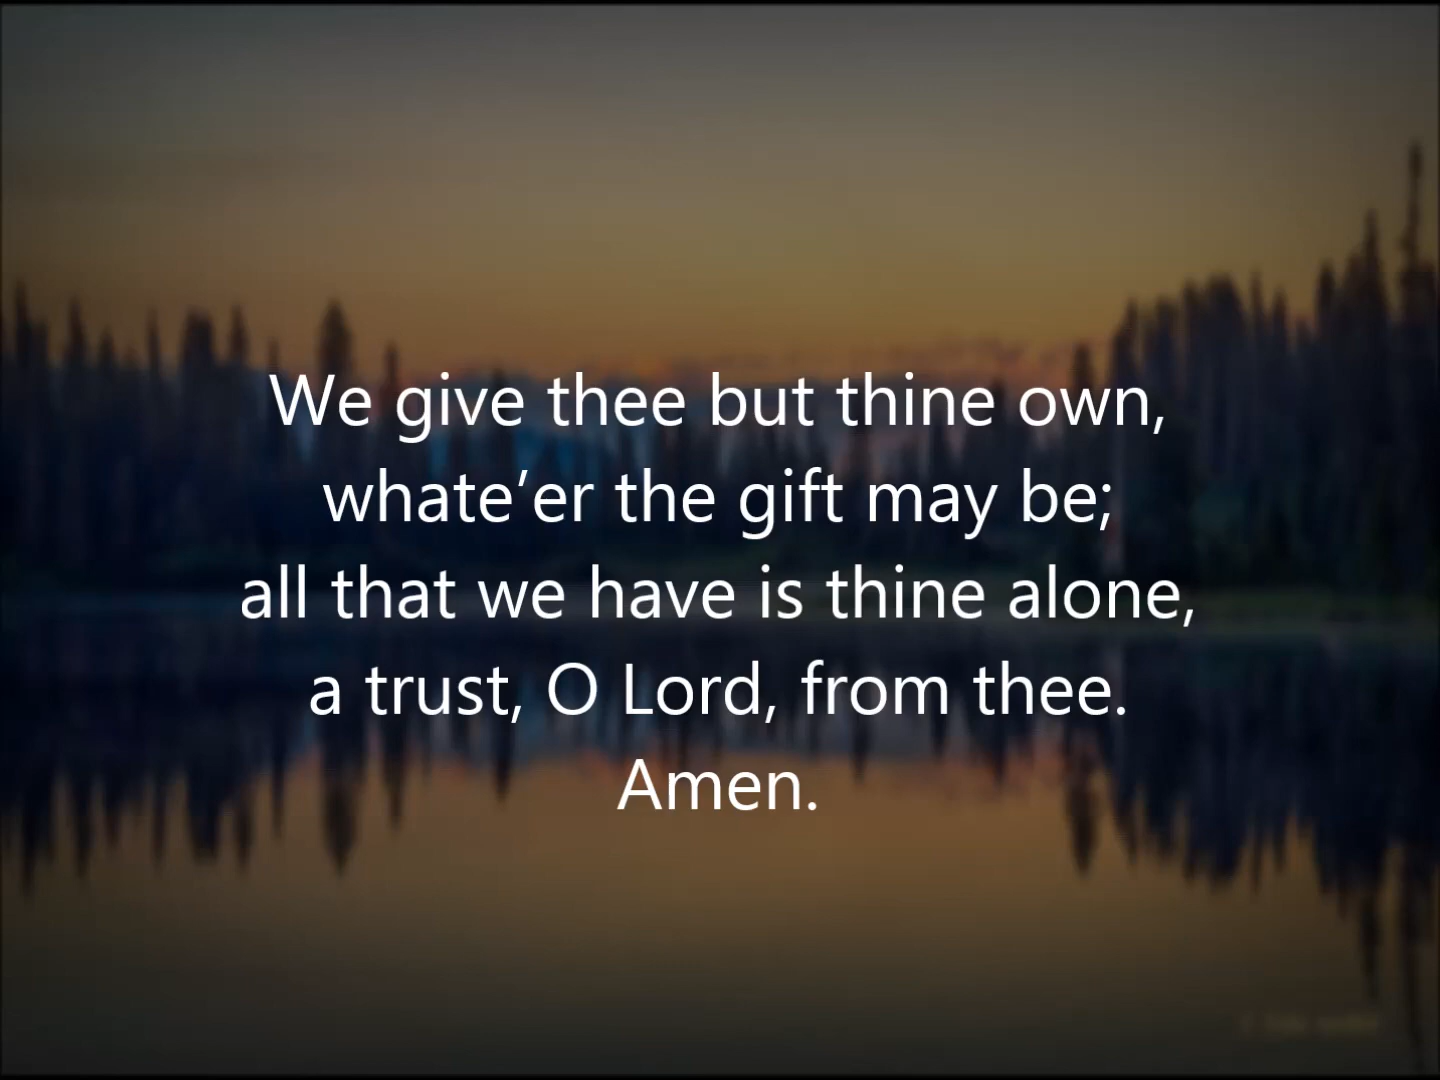 We give thee but thine own,
whate’er the gift may be;
all that we have is thine alone,
a trust, O Lord, from thee.
Amen.